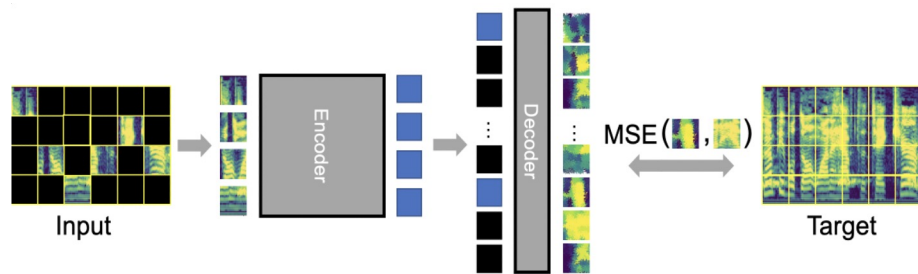 Input
Encoder
...
Decoder
...
MSE( , )
Target